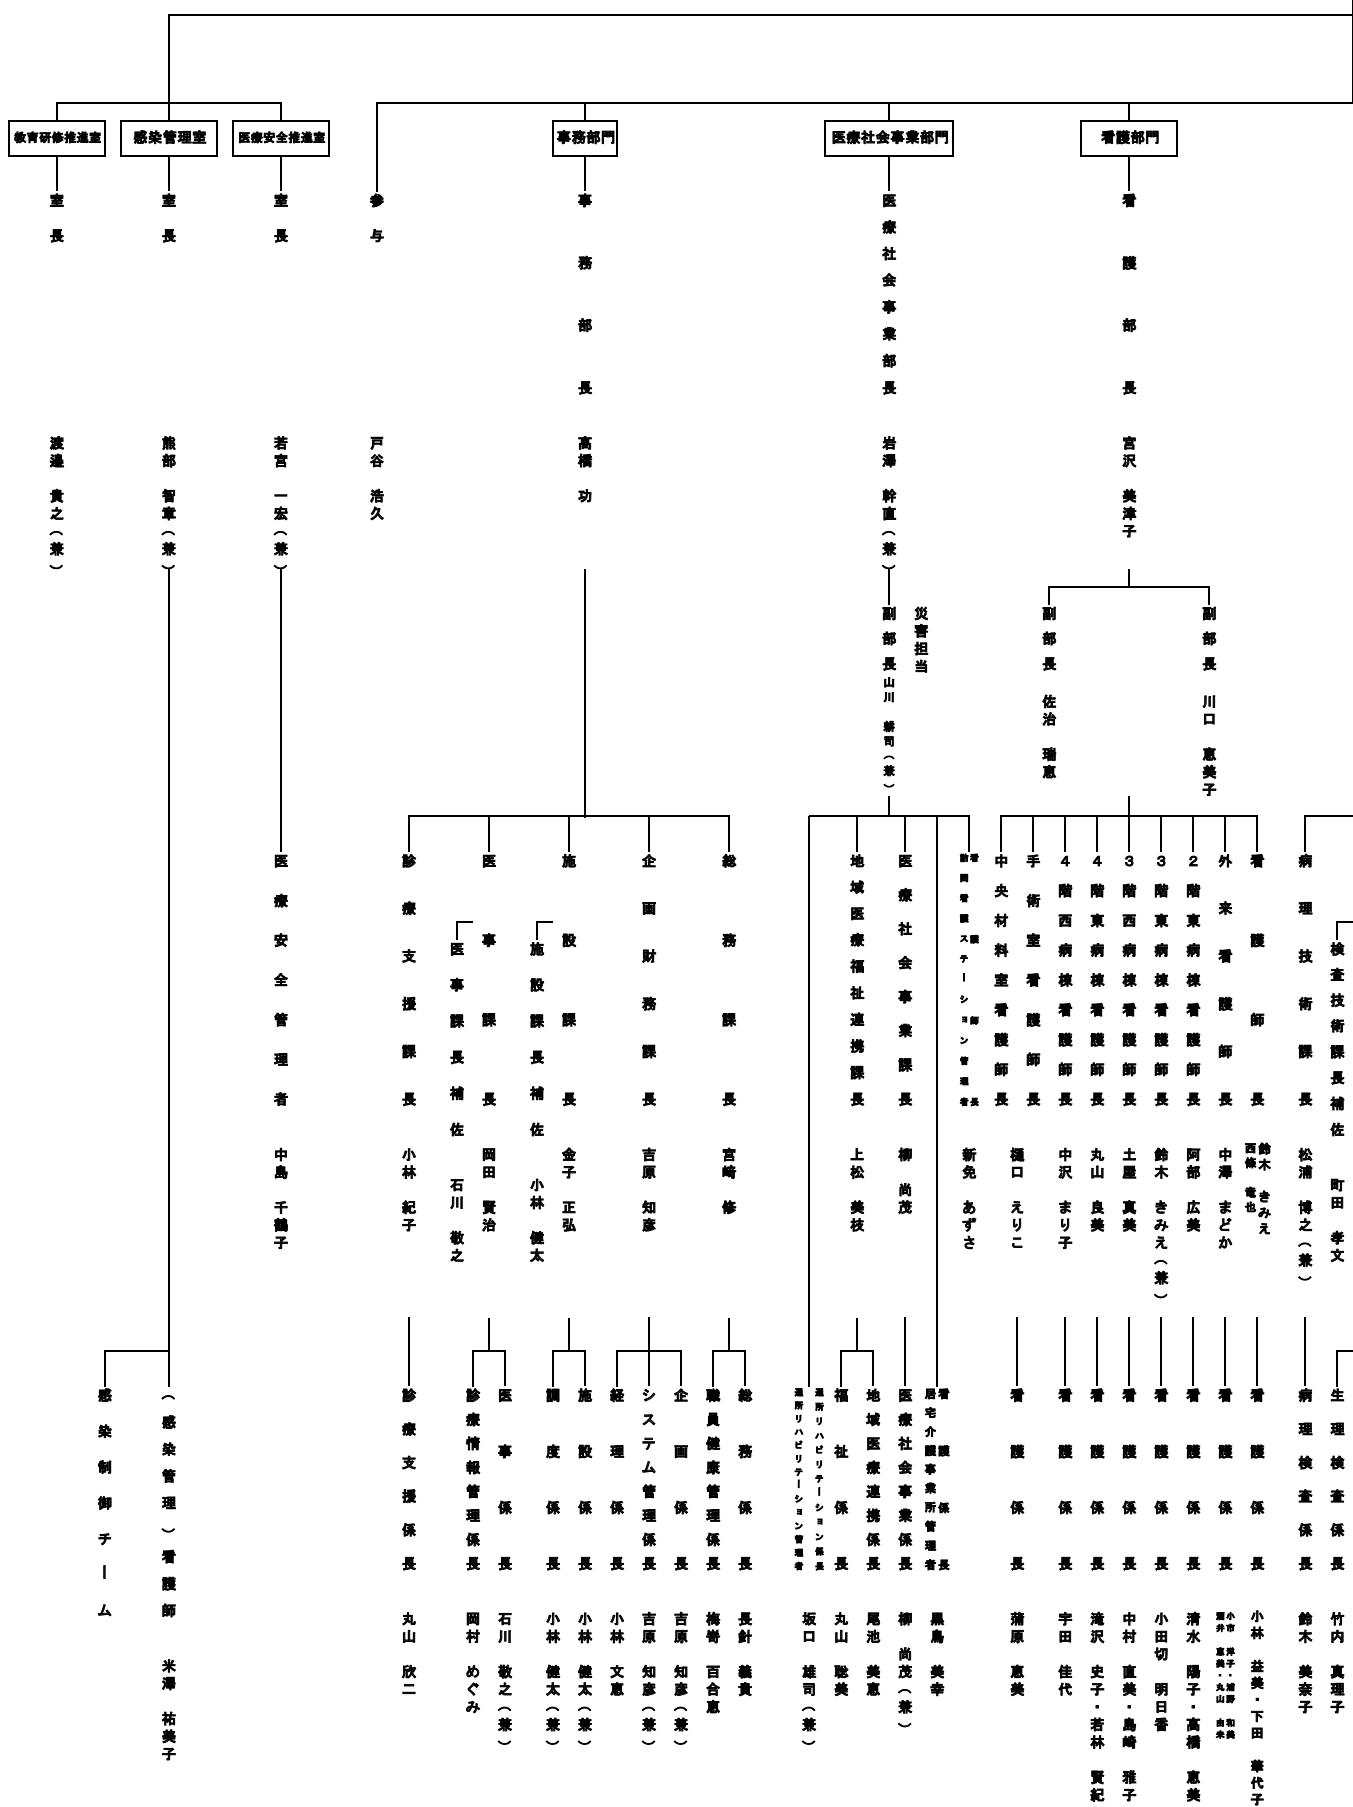 看護部門
医療社会事業部門
事務部門
医療安全推進室
感染管理室
教育研修推進室
看護部長 宮沢 美津子
医療社会事業部長 岩澤 幹直(兼)
事務部長 高橋 功
参与 戸谷 浩久
室長 若宮 一宏(兼)
室長 熊部 智章(兼)
室長 渡邉 貴之(兼)
副部長 川口 恵美子
副部長 佐治 瑞恵
災害担当
副部長 山川 耕司(兼)
検査技術課長補佐 町田 孝文
病理技術課長 松浦 博之(兼)
看護師長 鈴木 きみえ
西條 竜也
外来看護師長 中澤 まどか
2階東病棟看護師長 阿部 広美
3階東病棟看護師長 鈴木 きみえ(兼)
3階西病棟看護師長 土屋 真美
4階東病棟看護師長 丸山 良美
4階西病棟看護師長 中沢 まり子
手術室看護師長
中央材料室看護師長
樋口 えりこ
看護師長
訪問看護ステーション管理者
新免 あずさ
医療社会事業課長 柳 尚茂
地域医療福祉連携課長 上松 美枝
総務課長 宮崎 修
企画財務課長 吉原 知彦
施設課長 金子 正弘
施設課長補佐 小林 健太
医事課長 岡田 賢治
医事課長補佐 石川 敬之
診療支援課長 小林 紀子
医療安全管理者 中島 千鶴子
生理検査係長 竹内 真理子
病理検査係長 鈴木 美奈子
看護係長 小林 益美・下田 華代子
看護係長 小市 洋子・浦野 和美
酒井 恵美・丸山 由未
看護係長 清水 陽子・高橋 恵美
看護係長 小田切 明日香
看護係長 中村 直美・島崎 雅子
看護係長 滝沢 史子・若林 賢紀
看護係長 宇田 佳代
看護係長 蒲原 恵美
看護係長
居宅介護事業所管理者
黒鳥 美幸
医療社会事業係長 柳 尚茂(兼)
地域医療連携係長 尾池 美恵
福祉係長 丸山 聡美
通所リハビリテーション係長
通所リハビリテーション管理者
坂口 雄司(兼)
総務係長 長針 義貴
職員健康管理係長 梅嵜 百合恵
企画係長 吉原 知彦(兼)
システム管理係長 吉原 知彦(兼)
経理係長 小林 文恵
施設係長 小林 健太(兼)
調度係長 小林 健太(兼)
医事係長 石川 敬之(兼)
診療情報管理係長 岡村 めぐみ
診療支援係長 丸山 欣二
(感染管理)看護師 米澤 祐美子
感染制御チーム